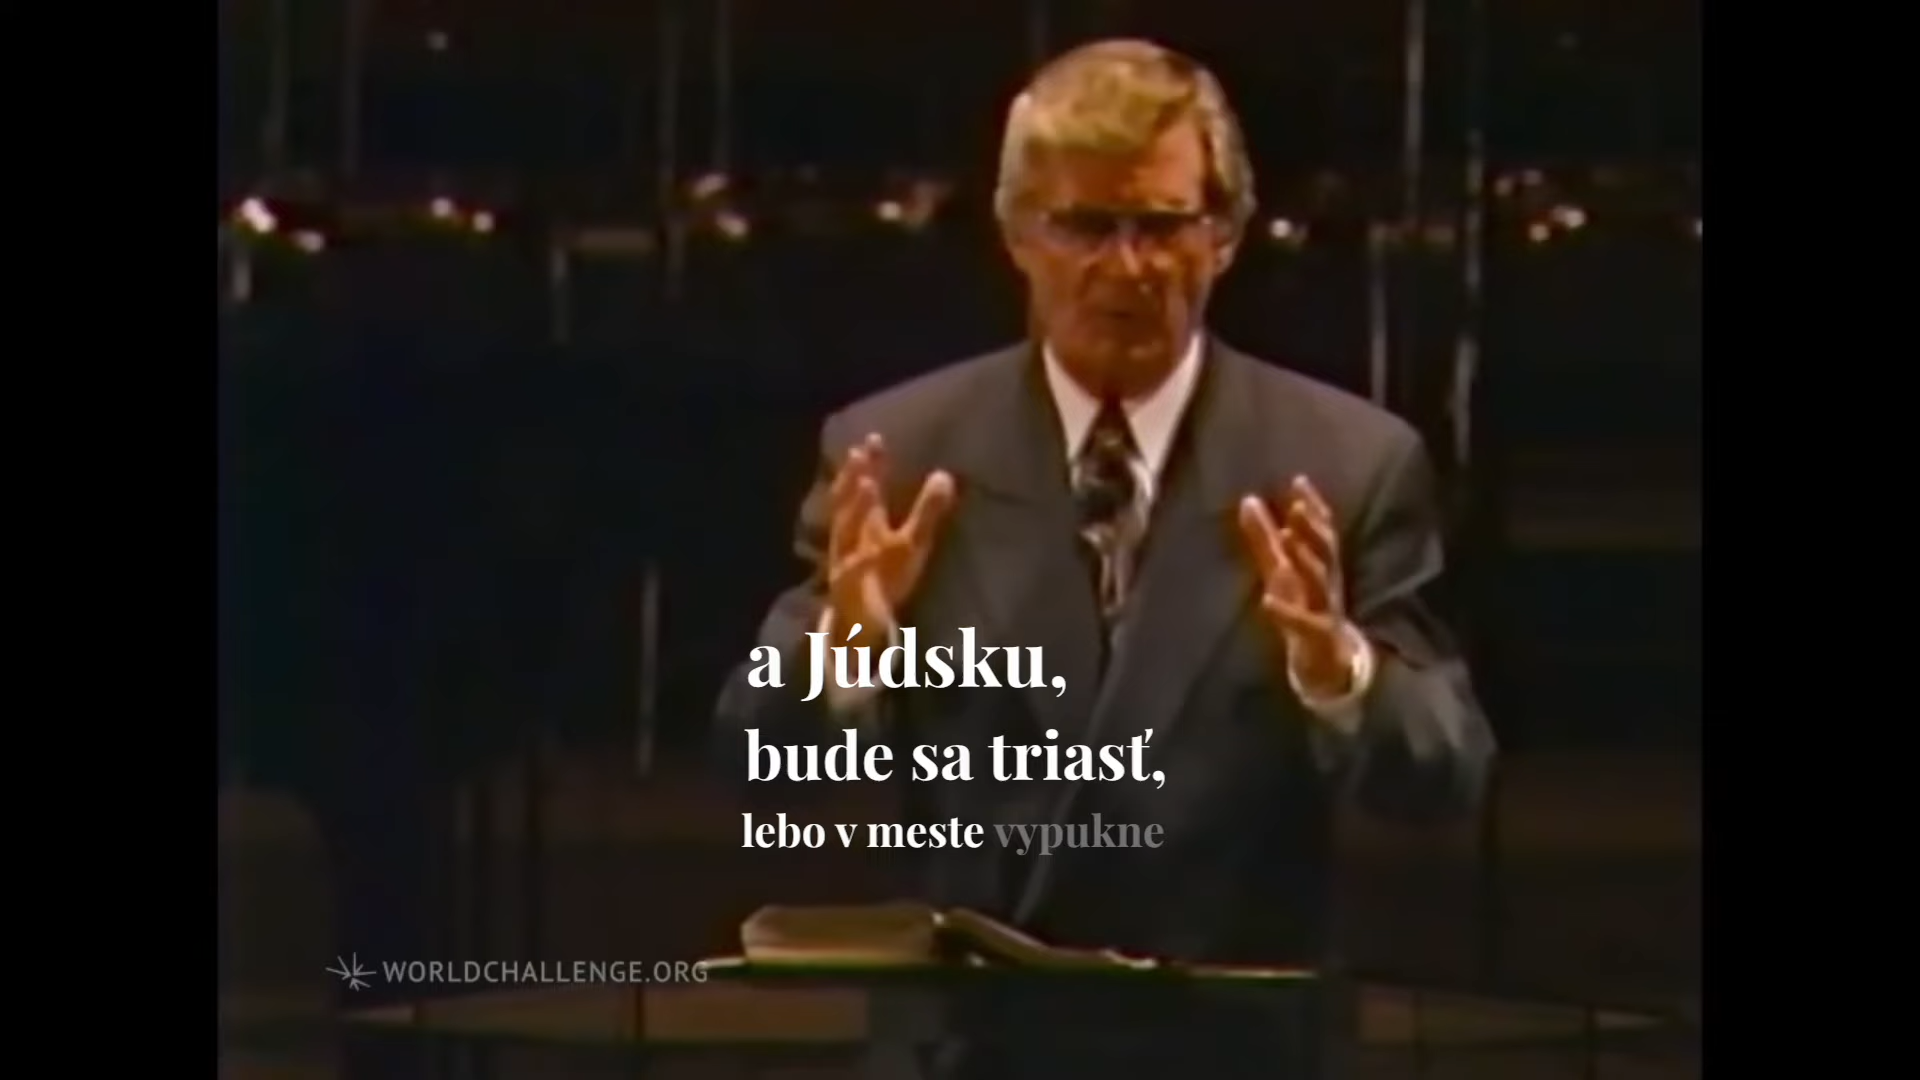 a Júdsku,
bude sa triasť,
lebo v meste vypukne
WORLDCHALLENGE.ORG